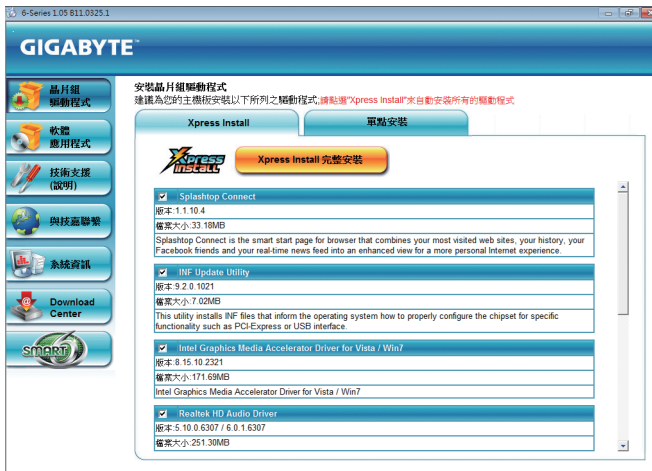 6-Series 1.05 B11.0325.1
GIGABYTE™
晶片組
驅動程式
軟體
應用程式
技術支援
(說明)
與技嘉聯繫
系統資訊
Download
Center
SMART
安裝晶片組驅動程式
建議為您的主機板安裝以下所列之驅動程式;請點選"Xpress Install"來自動安裝所有的驅動程式
Xpress Install
單點安裝
Xpress
INSTALL
Xpress Install 完整安裝
Splashtop Connect
版本:1.1.10.4
檔案大小:33.18MB
Splashtop Connect is the smart start page for browser that combines your most visited web sites, your history, your
Facebook friends and your real-time news feed into an enhanced view for a more personal Internet experience.
INF Update Utility
版本:9.2.0.1021
檔案大小:7.02MB
This utility installs INF files that inform the operating system how to properly configure the chipset for specific
functionality such as PCI-Express or USB interface.
Intel Graphics Media Accelerator Driver for Vista / Win7
版本:8.15.10.2321
檔案大小:171.69MB
Intel Graphics Media Accelerator Driver for Vista / Win7
Realtek HD Audio Driver
版本:5.10.0.6307 / 6.0.1.6307
檔案大小:251.30MB